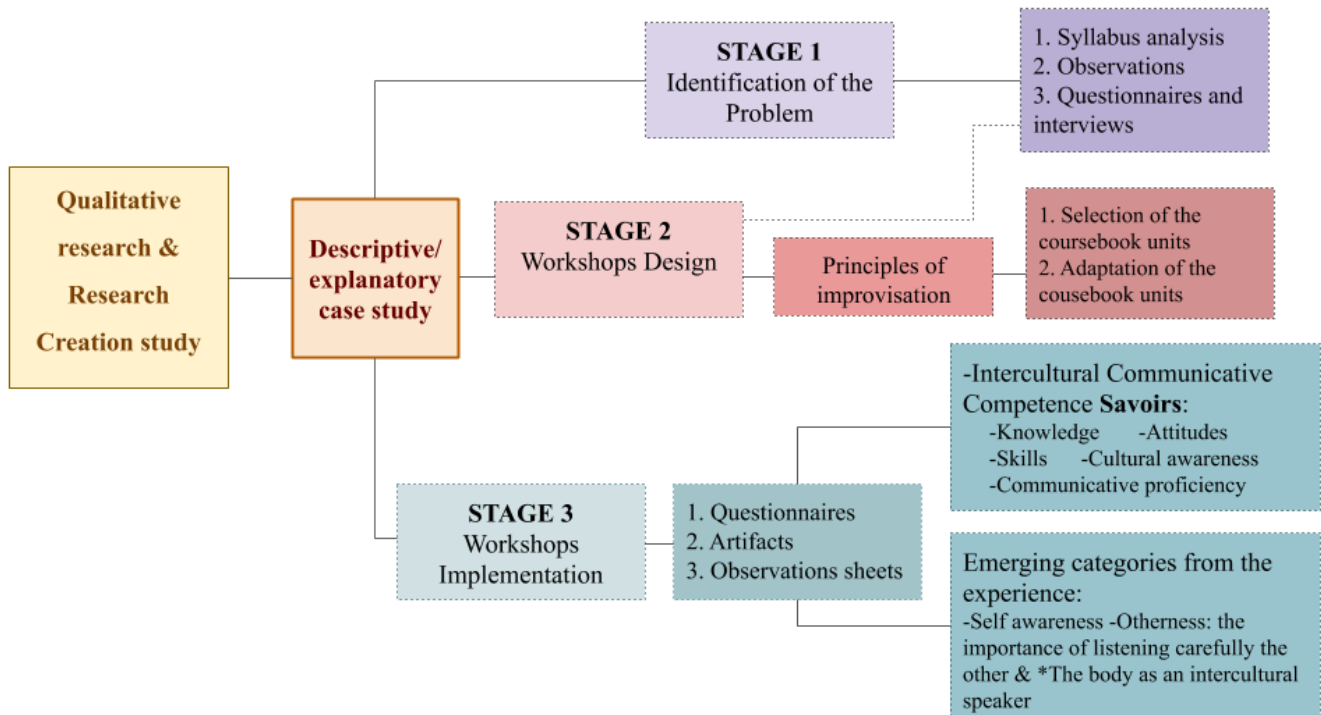 Qualitative
research &
Research
Creation study
Descriptive/
explanatory
case study
STAGE 1
Identification of the
Problem
1. Syllabus analysis
2. Observations
3. Questionnaires and
interviews
STAGE 2
Workshops Design
Principles of
improvisation
1. Selection of the
coursebook units
2. Adaptation of the
cousebook units
STAGE 3
Workshops
Implementation
1. Questionnaires
2. Artifacts
3. Observations sheets
-Intercultural Communicative
Competence Savoirs:
-Knowledge -Attitudes
-Skills -Cultural awareness
-Communicative proficiency
Emerging categories from the
experience:
-Self awareness -Otherness: the
importance of listening carefully the
other & *The body as an intercultural
speaker